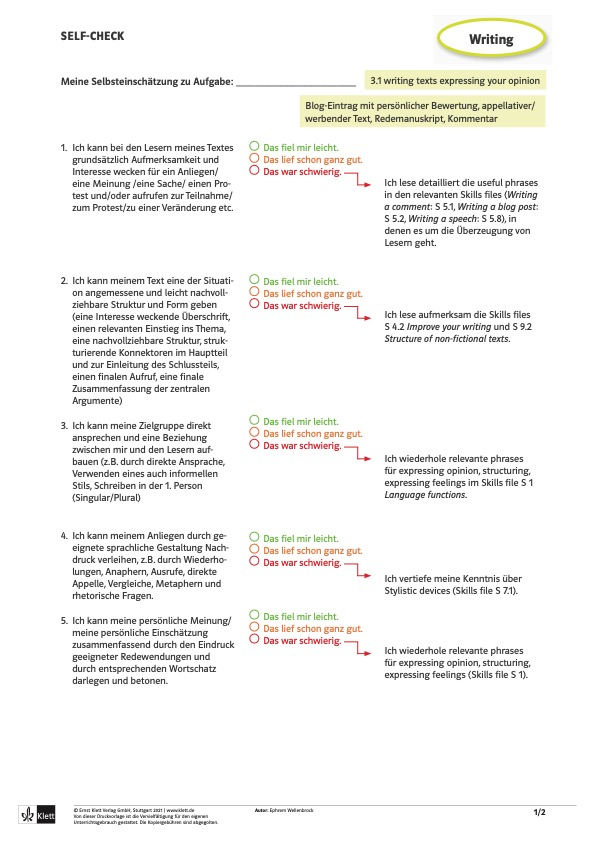 SELF-CHECK
Writing
Meine Selbsteinschätzung zu Aufgabe: ______________________
3.1 writing texts expressing your opinion
Blog-Eintrag mit persönlicher Bewertung, appellativer/
werbender Text, Redemanuskript, Kommentar
1. Ich kann bei den Lesern meines Textes
grundsätzlich Aufmerksamkeit und
Interesse wecken für ein Anliegen/
eine Meinung /eine Sache/ einen Pro-
test und/oder aufrufen zur Teilnahme/
zum Protest/zu einer Veränderung etc.
Das fiel mir leicht.
Das lief schon ganz gut.
Das war schwierig.
Ich lese detailliert die useful phrases
in den relevanten Skills files (Writing
a comment: S 5.1, Writing a blog post:
S 5.2, Writing a speech: S 5.8), in
denen es um die Überzeugung von
Lesern geht.
2. Ich kann meinem Text eine der Situati-
on angemessene und leicht nachvoll-
ziehbare Struktur und Form geben
(eine Interesse weckende Überschrift,
einen relevanten Einstieg ins Thema,
eine nachvollziehbare Struktur, struk-
turierende Konnektoren im Hauptteil
und zur Einleitung des Schlussteils,
einen finalen Aufruf, eine finale
Zusammenfassung der zentralen
Argumente)
Das fiel mir leicht.
Das lief schon ganz gut.
Das war schwierig.
Ich lese aufmerksam die Skills files
S 4.2 Improve your writing und S 9.2
Structure of non-fictional texts.
3. Ich kann meine Zielgruppe direkt
ansprechen und eine Beziehung
zwischen mir und den Lesern auf-
bauen (z.B. durch direkte Ansprache,
Verwenden eines auch informellen
Stils, Schreiben in der 1. Person
(Singular/Plural)
Das fiel mir leicht.
Das lief schon ganz gut.
Das war schwierig.
Ich wiederhole relevante phrases
für expressing opinion, structuring,
expressing feelings im Skills file S 1
Language functions.
4. Ich kann meinem Anliegen durch ge-
eignete sprachliche Gestaltung Nach-
druck verleihen, z.B. durch Wiederho-
lungen, Anaphern, Ausrufe, direkte
Appelle, Vergleiche, Metaphern und
rhetorische Fragen.
Das fiel mir leicht.
Das lief schon ganz gut.
Das war schwierig.
Ich vertiefe meine Kenntnis über
Stylistic devices (Skills file S 7.1).
5. Ich kann meine persönliche Meinung/
meine persönliche Einschätzung
zusammenfassend durch den Eindruck
geeigneter Redewendungen und
durch entsprechenden Wortschatz
darlegen und betonen.
Das fiel mir leicht.
Das lief schon ganz gut.
Das war schwierig.
Ich wiederhole relevante phrases
für expressing opinion, structuring,
expressing feelings (Skills file S 1).
Klett
© Ernst Klett Verlag GmbH, Stuttgart 2021 | www.klett.de
Von dieser Druckvorlage ist die Vervielfältigung für den eigenen
Unterrichtsgebrauch gestattet. Die Kopiergebühren sind abgegolten.
Autor: Ephrem Wellenbrock
1/2